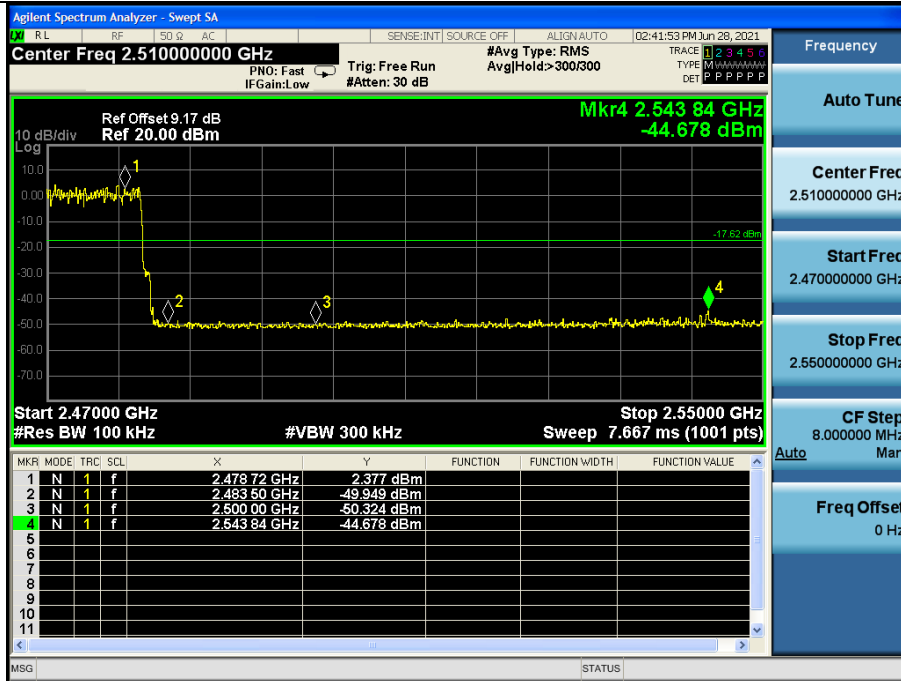 Agilent Spectrum Analyzer - Swept SA
LXI RL RF 50 Ω AC SENSE:INT SOURCE OFF ALIGN AUTO 02:41:53 PM Jun 28, 2021
Center Freq 2.510000000 GHz
#Avg Type: RMS
TRACE 1 2 3 4 5 6
PNO: Fast Trig: Free Run Avg|Hold:>300/300
TYPE M WWWWW
IFGain:Low #Atten: 30 dB
DET P P P P P P
Mkr4 2.543 84 GHz
-44.678 dBm
Ref Offset 9.17 dB
10 dB/div Ref 20.00 dBm
Log
10.0
0.00
-10.0
-20.0
-30.0
-40.0
-50.0
-60.0
-70.0
1
-17.62 dBm
2
3
4
Start 2.47000 GHz Stop 2.55000 GHz
#Res BW 100 kHz #VBW 300 kHz Sweep 7.667 ms (1001 pts)
MKR MODE TRC SCL X Y FUNCTION FUNCTION WIDTH FUNCTION VALUE
1 N 1 f 2.478 72 GHz 2.377 dBm
2 N 1 f 2.483 50 GHz -49.949 dBm
3 N 1 f 2.500 00 GHz -50.324 dBm
4 N 1 f 2.543 84 GHz -44.678 dBm
5
6
7
8
9
10
11
MSG STATUS
Frequency
Auto Tune
Center Freq
2.510000000 GHz
Start Freq
2.470000000 GHz
Stop Freq
2.550000000 GHz
CF Step
8.000000 MHz
Auto Man
Freq Offset
0 Hz